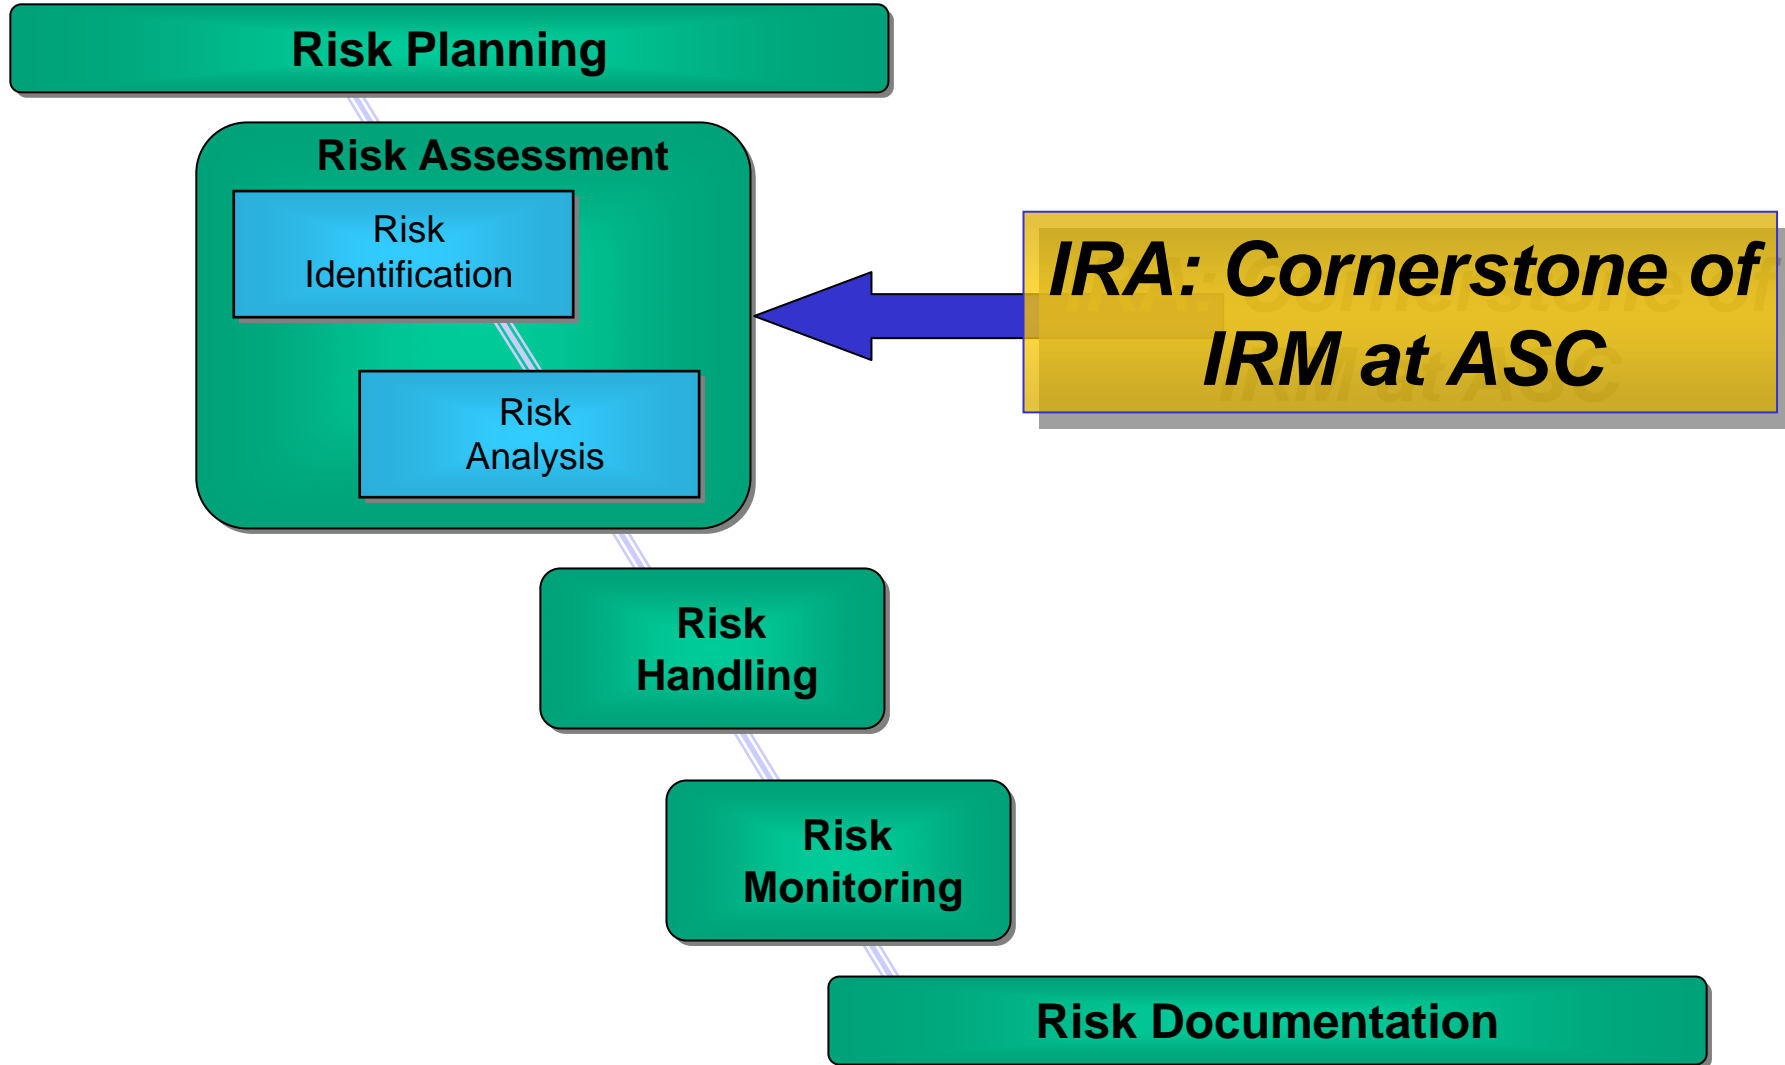 Risk Planning
Risk Assessment
Risk
Identification
IRA: Cornerstone of
IRM at ASC
Risk
Analysis
Risk
Handling
Risk
Monitoring
Risk Documentation